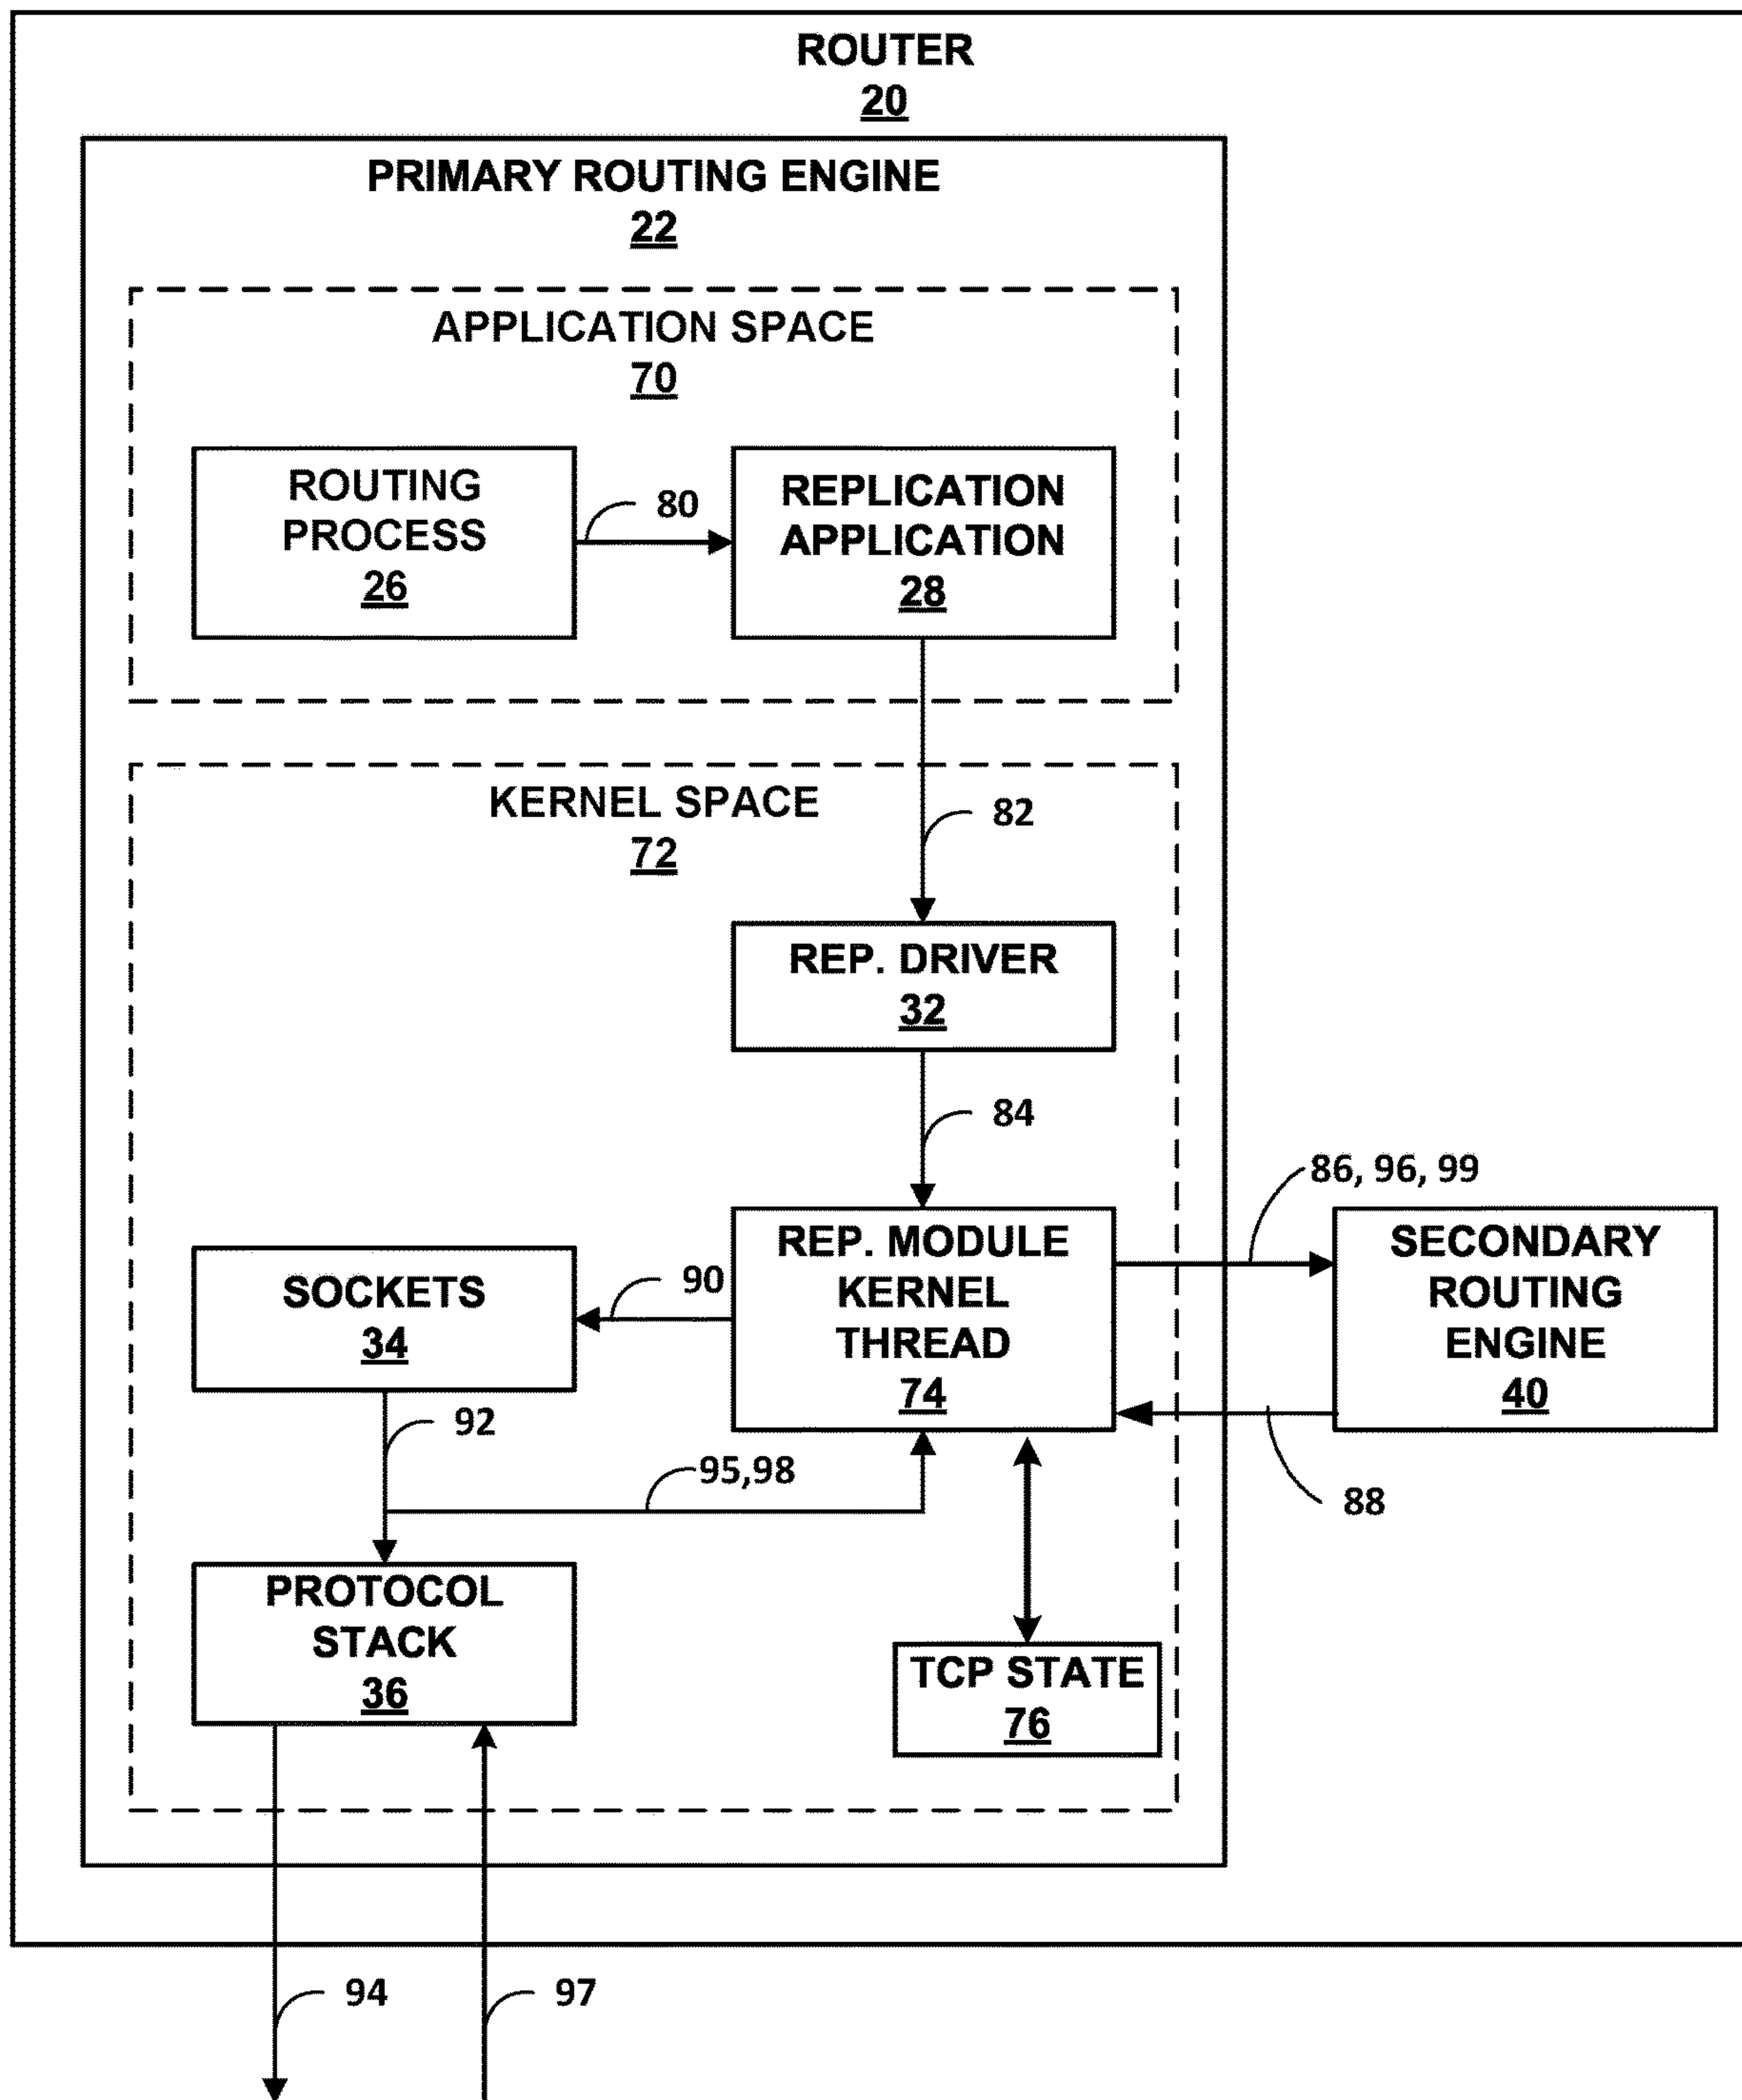 ROUTER
20
PRIMARY ROUTING ENGINE
22
APPLICATION SPACE
70
ROUTING
PROCESS
26
80
REPLICATION
APPLICATION
28
KERNEL SPACE
72
82
REP. DRIVER
32
84
86, 96, 99
SOCKETS
34
90
REP. MODULE
KERNEL
THREAD
74
SECONDARY
ROUTING
ENGINE
40
92
95,98
88
PROTOCOL
STACK
36
TCP STATE
76
94
97